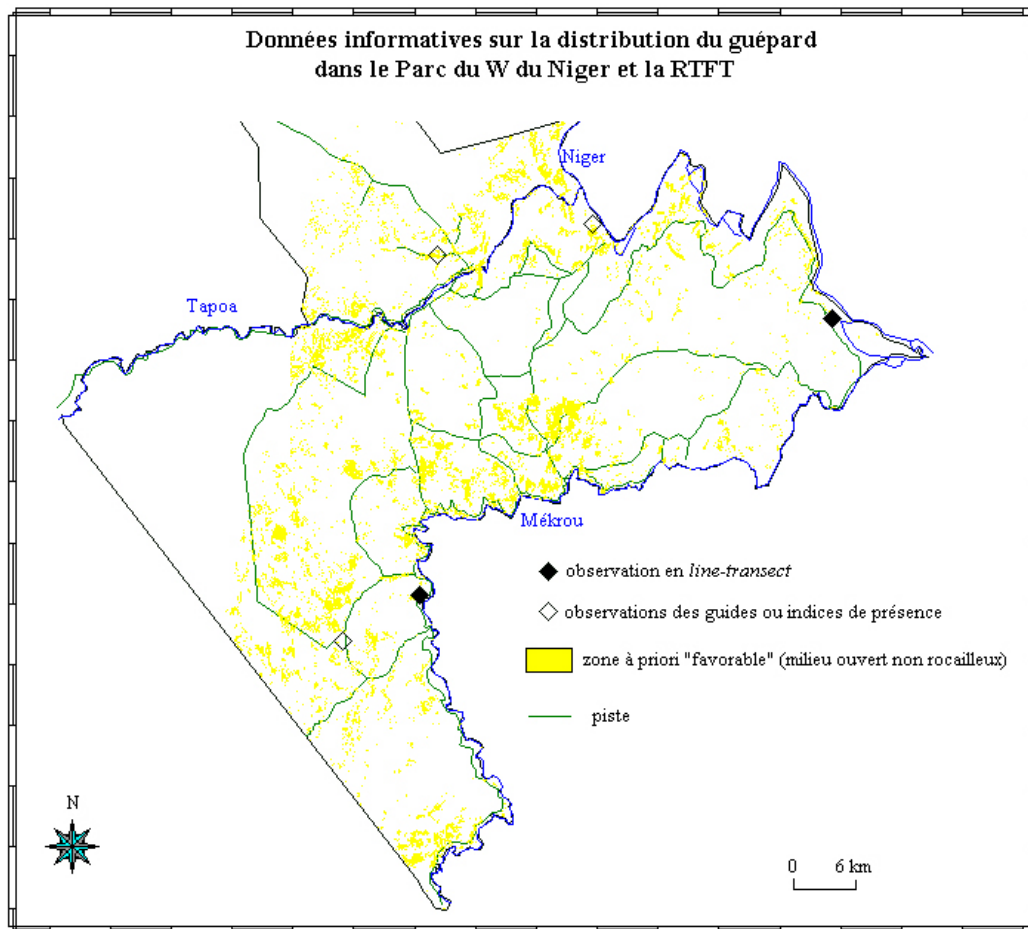 Données informatives sur la distribution du guépard
dans le Parc du W du Niger et la RTFT
Niger
Tapoa
Mékrou
observation en line-transect
observations des guides ou indices de présence
zone à priori "favorable" (milieu ouvert non rocailleux)
piste
N
0 6 km